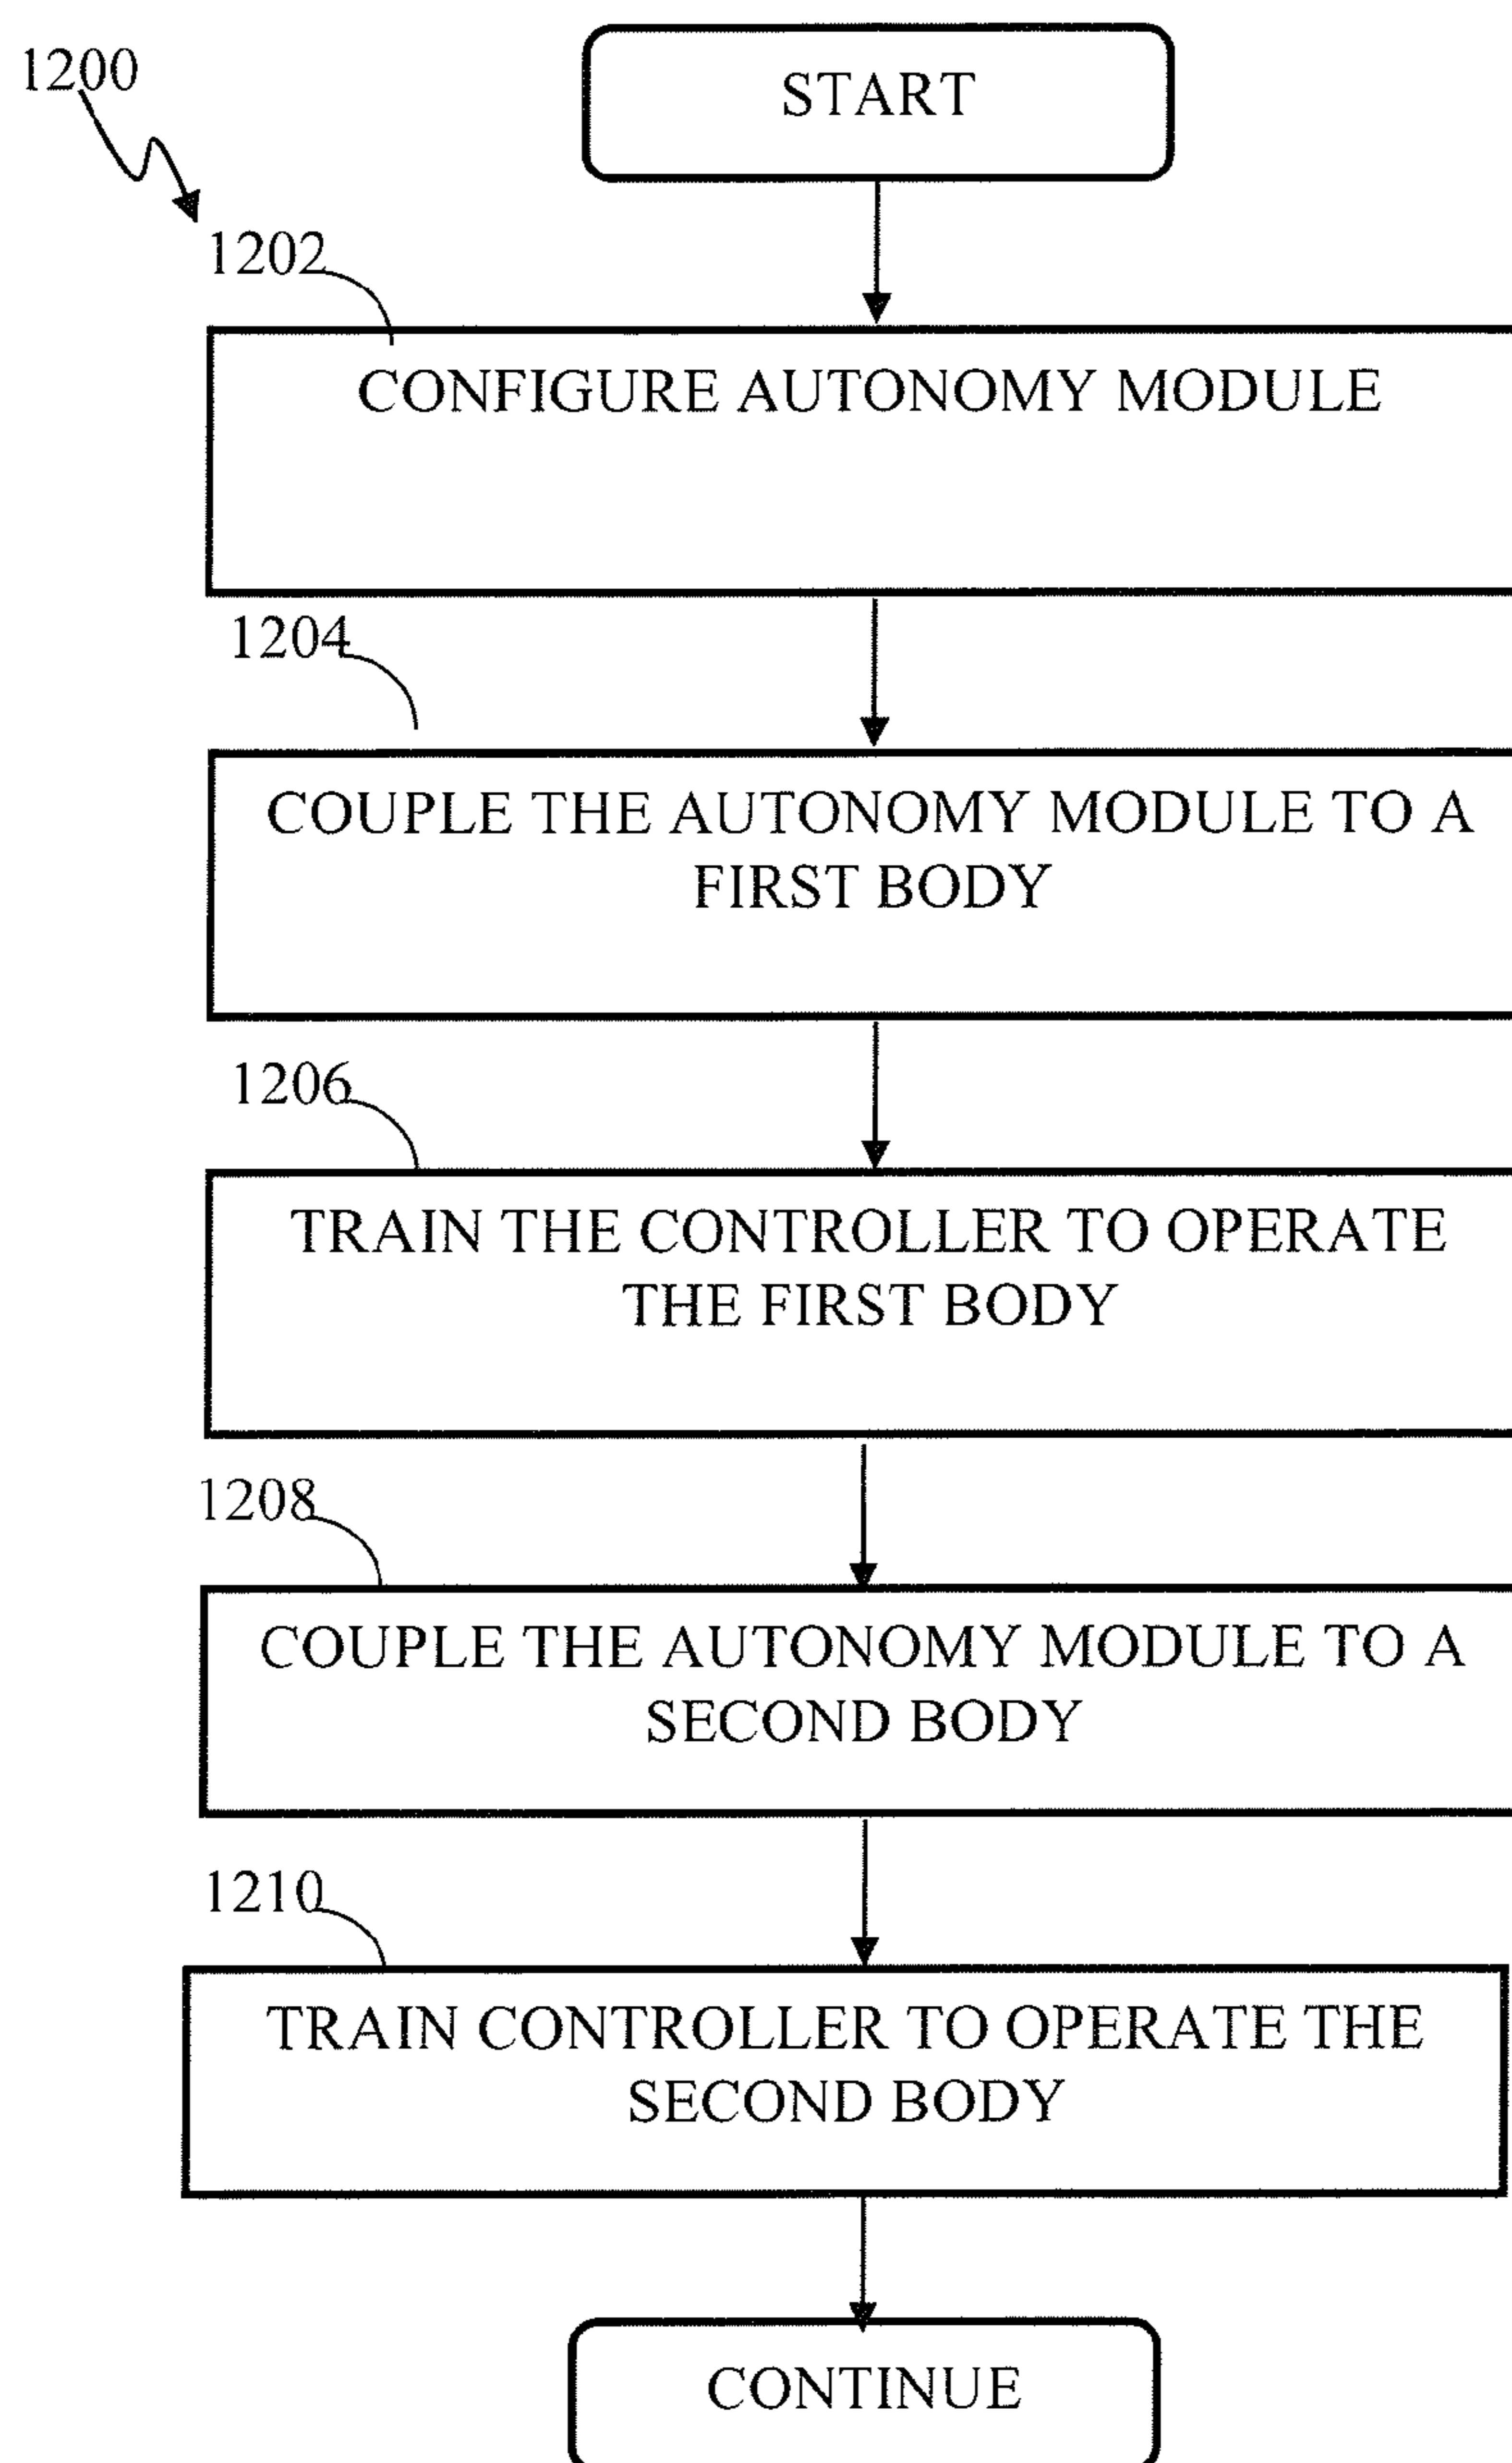 1200
START
1202
CONFIGURE AUTONOMY MODULE
1204
COUPLE THE AUTONOMY MODULE TO A
FIRST BODY
1206
TRAIN THE CONTROLLER TO OPERATE
THE FIRST BODY
1208
COUPLE THE AUTONOMY MODULE TO A
SECOND BODY
1210
TRAIN CONTROLLER TO OPERATE THE
SECOND BODY
CONTINUE